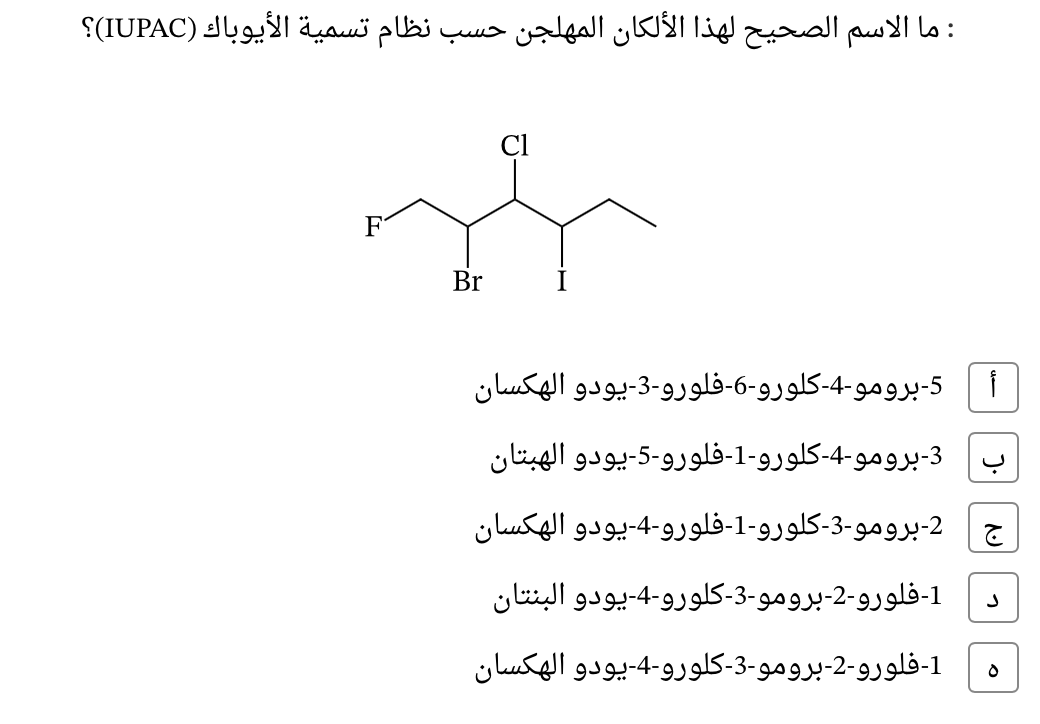 : ما الاسم الصحيح لهذا الألكان المهلجن حسب نظام تسمية الأيوباك (IUPAC)؟
Cl
F
Br
I
أ 5-برومو-4-كلورو-6-فلورو-3-يودو الهكسان
ب 3-برومو-4-كلورو-1-فلورو-5-يودو الهبتان
ج 2-برومو-3-كلورو-1-فلورو-4-يودو الهكسان
د 1-فلورو-2-برومو-3-كلورو-4-يودو البنتان
ه 1-فلورو-2-برومو-3-كلورو-4-يودو الهكسان